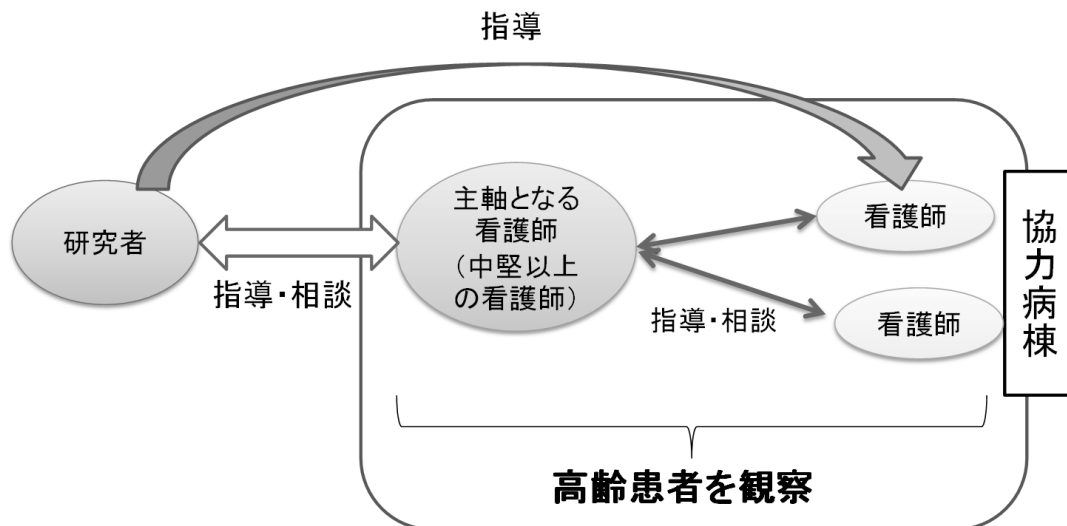 指導
研究者
指導・相談
主軸となる
看護師
（中堅以上
の看護師）
看護師
指導・相談
看護師
協力病棟
高齢患者を観察